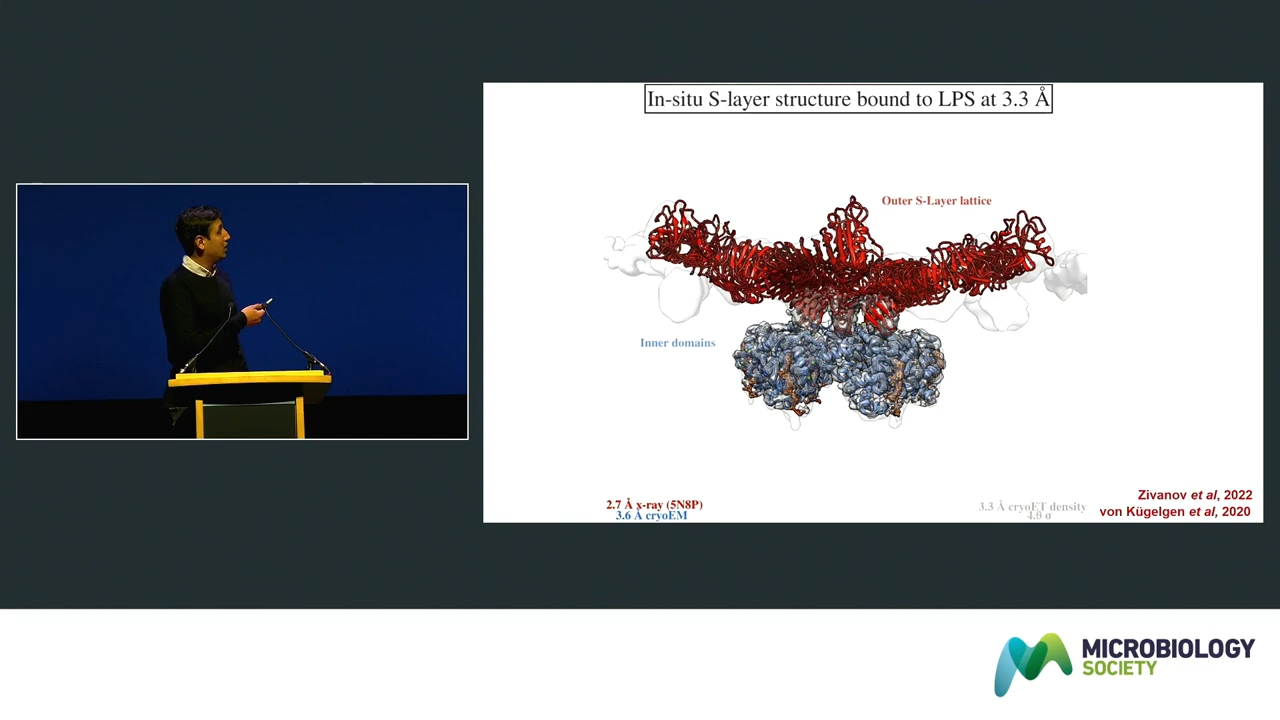 In-situ S-layer structure bound to LPS at 3.3 Å
Outer S-Layer lattice
Inner domains
2.7 Å x-ray (5N8P)
3.6 Å cryoEM
3.3 Å cryoET density
4.0 σ
Zivanov et al, 2022
von Kügelgen et al, 2020
MICROBIOLOGY
SOCIETY